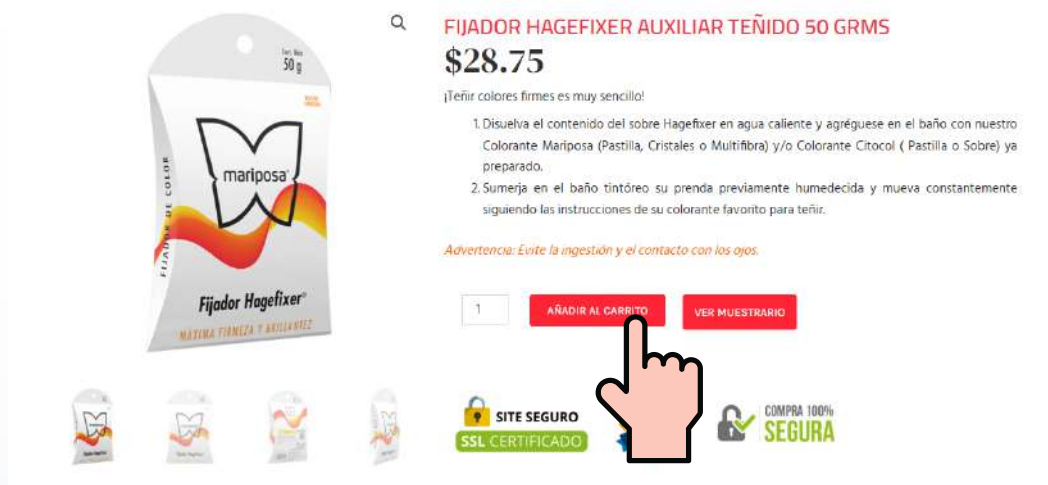 FIJADOR HAGEFIXER AUXILIAR TEÑIDO 50 GRMS
$28.75
¡Teñir colores firmes es muy sencillo!
1. Disuelva el contenido del sobre Hagefixer en agua caliente y agréguese en el baño con nuestro
Colorante Mariposa (Pastilla, Cristales o Multifibra) y/o Colorante Citocol ( Pastilla o Sobre) ya
preparado.
2. Sumerja en el baño tintóreo su prenda previamente humedecida y mueva constantemente
siguiendo las instrucciones de su colorante favorito para teñir.
Advertencia: Evite la ingestión y el contacto con los ojos.
1
AÑADIR AL CARRITO
VER MUESTRARIO
SITE SEGURO
SSL CERTIFICADO
COMPRA 100%
SEGURA
50 g
mariposa
FIJADOR DE COLOR
Fijador Hagefixer®
MÁXIMA FIRMEZA Y BRILLANTEZ